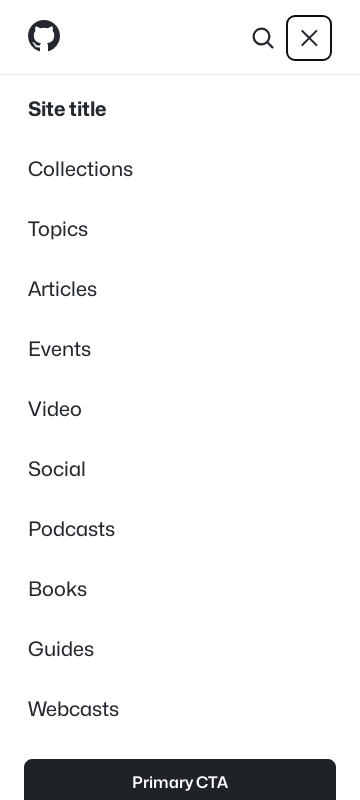 Site title
Collections
Topics
Articles
Events
Video
Social
Podcasts
Books
Guides
Webcasts
Primary CTA